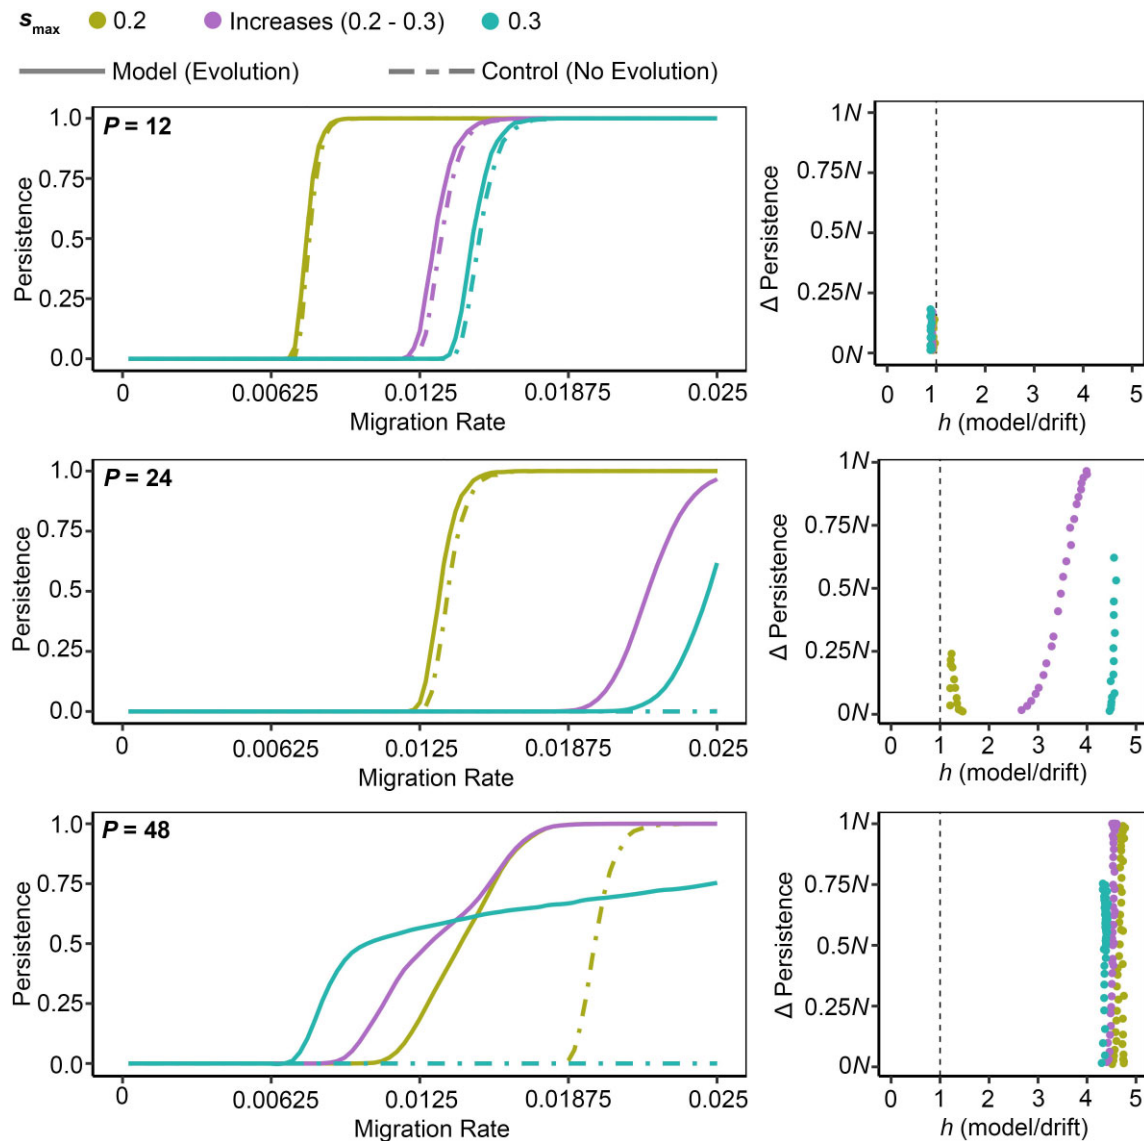 smax 0.2 Increases (0.2 - 0.3) 0.3
Model (Evolution) Control (No Evolution)
P = 12
Persistence
1.0
0.75
0.5
0.25
0.0
0 0.00625 0.0125 0.01875 0.025
Migration Rate
Δ Persistence
1N
0.75N
0.5N
0.25N
0N
0 1 2 3 4 5
h (model/drift)
P = 24
Persistence
1.0
0.75
0.5
0.25
0.0
0 0.00625 0.0125 0.01875 0.025
Migration Rate
Δ Persistence
1N
0.75N
0.5N
0.25N
0N
0 1 2 3 4 5
h (model/drift)
P = 48
Persistence
1.0
0.75
0.5
0.25
0.0
0 0.00625 0.0125 0.01875 0.025
Migration Rate
Δ Persistence
1N
0.75N
0.5N
0.25N
0N
0 1 2 3 4 5
h (model/drift)